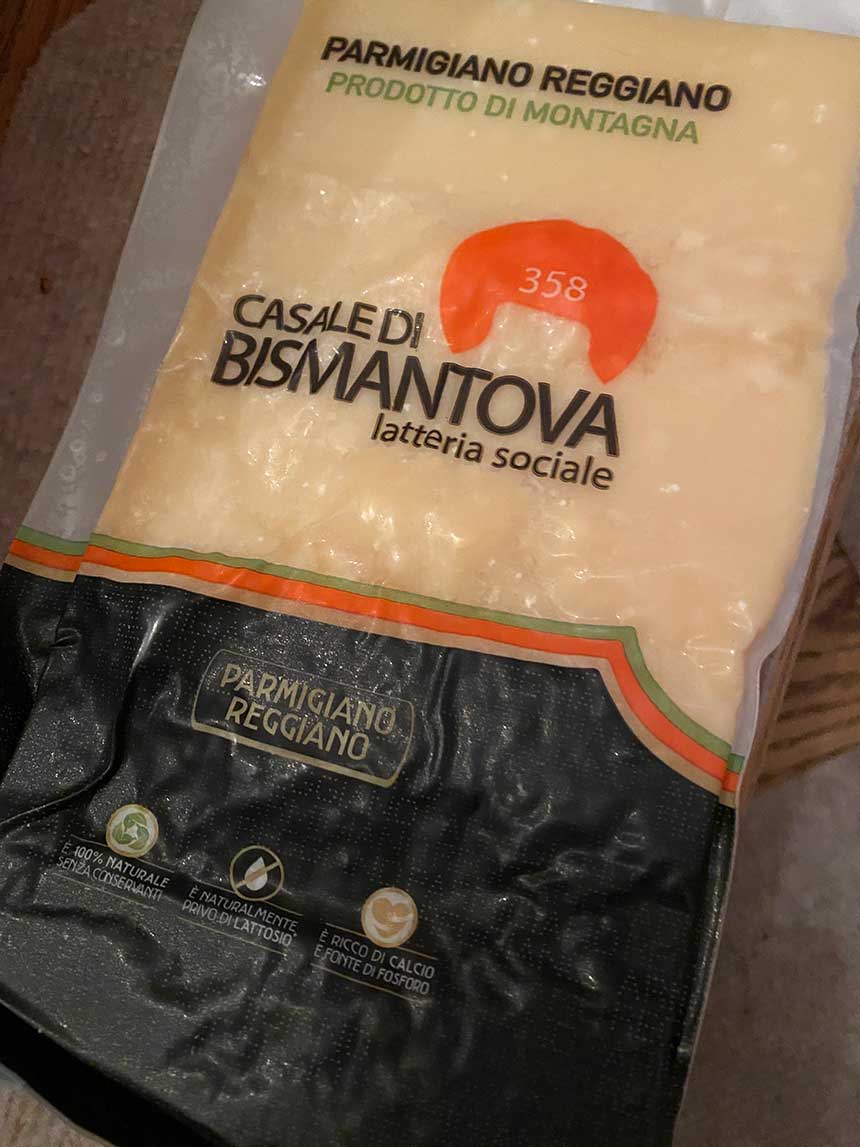 PARMIGIANO REGGIANO
PRODOTTO DI MONTAGNA
358
CASALE DI
BISMANTOVA
latteria sociale
PARMIGIANO
REGGIANO
È 100% NATURALE
SENZA CONSERVANTI
È NATURALMENTE
PRIVO DI LATTOSIO
È RICCO DI CALCIO
E FONTE DI FOSFORO